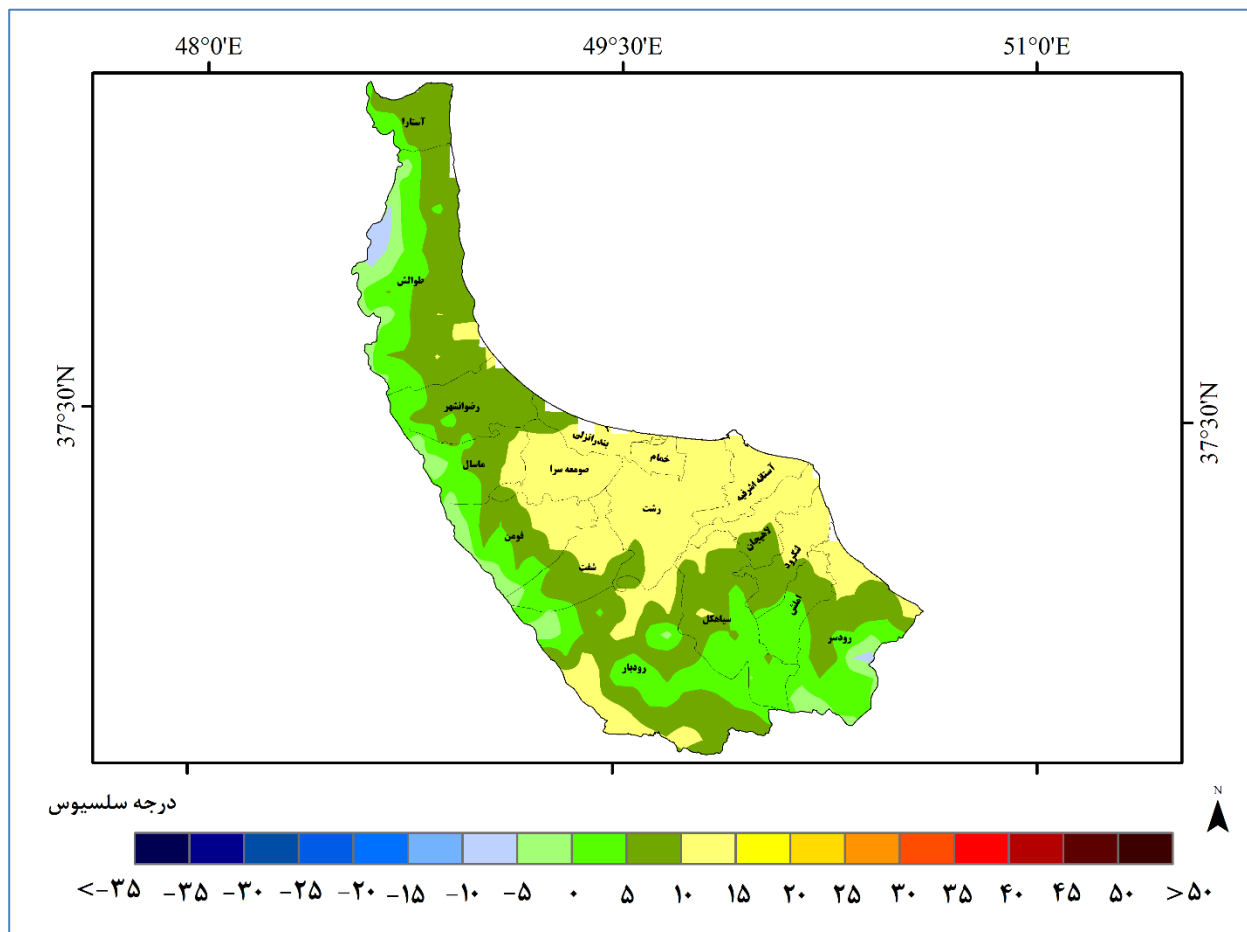 48°0'E 49°30'E 51°0'E
37°30'N
37°30'N
آستارا
طوالش
رضوانشهر
بندرانزلی
خمام
ماسال
صومعه سرا
آستانه اشرفیه
رشت
فومن
لاهیجان
لنگرود
شفت
املش
سیاهکل
رودسر
رودبار
درجه سلسیوس
N
<-۳۵ -۳۵ -۳۰ -۲۵ -۲۰ -۱۵ -۱۰ -۵ ۰ ۵ ۱۰ ۱۵ ۲۰ ۲۵ ۳۰ ۳۵ ۴۰ ۴۵ ۵۰ >۵۰